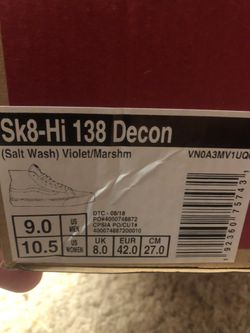 Sk8-Hi 138 Decon
(Salt Wash) Violet/Marshm
VN0A3MV1UQ
9.0 US MEN
10.5 US WOMEN
DTC - 08/18
PO#4000748872
CPSIA PO/CUT#
400074887200010
UK 8.0
EUR 42.0
CM 27.0